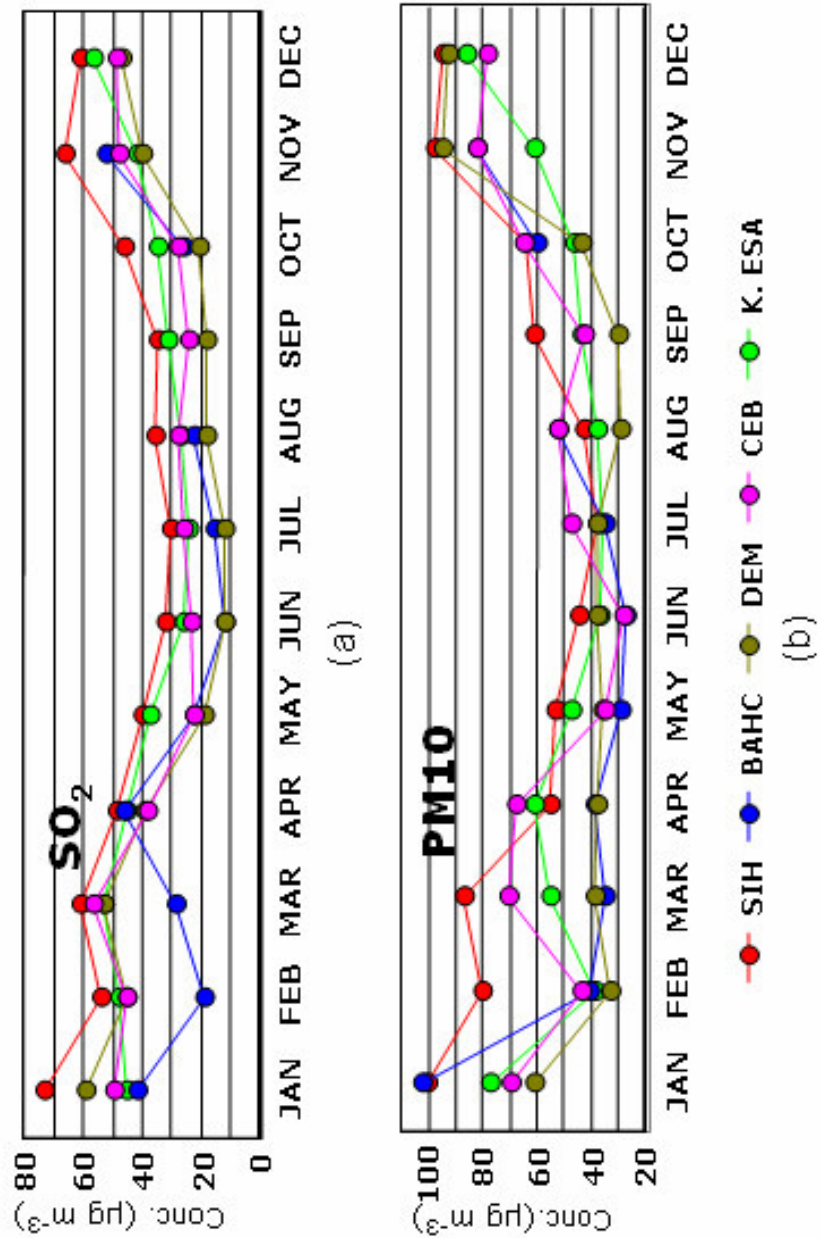 SO2
Conc. (µg m-3)
80
60
40
20
0
JAN FEB MAR APR MAY JUN JUL AUG SEP OCT NOV DEC
(a)
PM10
Conc. (µg m-3)
100
80
60
40
20
JAN FEB MAR APR MAY JUN JUL AUG SEP OCT NOV DEC
SIH BAHC DEM CEB K. ESA
(b)